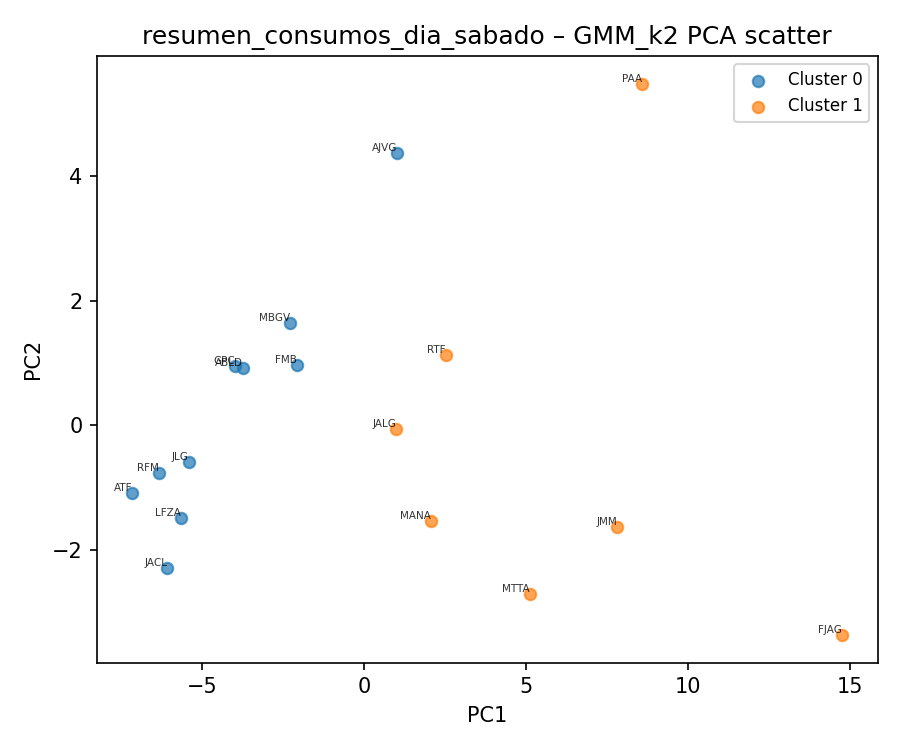 resumen_consumos_dia_sabado – GMM_k2 PCA scatter
Cluster 0
Cluster 1
PAA
AJVG
MBGV
FMB
RTF
JALG
JLG
RFM
ATF
LFZA
MANA
JMM
JACL
MTTA
FJAG
PC2
4
2
0
−2
−5
0
5
10
15
PC1